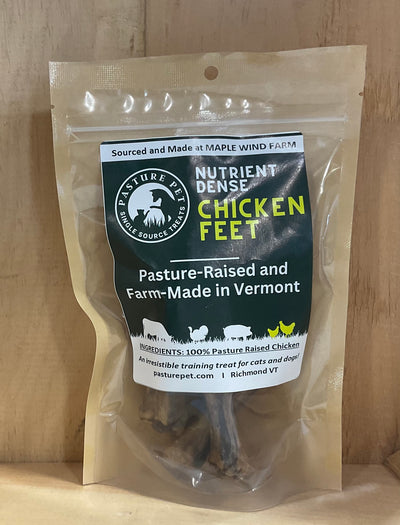 Sourced and Made at MAPLE WIND FARM
PASTURE PET
SINGLE SOURCE TREATS
NUTRIENT
DENSE
CHICKEN
FEET
Pasture-Raised and
Farm-Made in Vermont
INGREDIENTS: 100% Pasture Raised Chicken
An irresistible training treat for cats and dogs!
pasturepet.com | Richmond VT